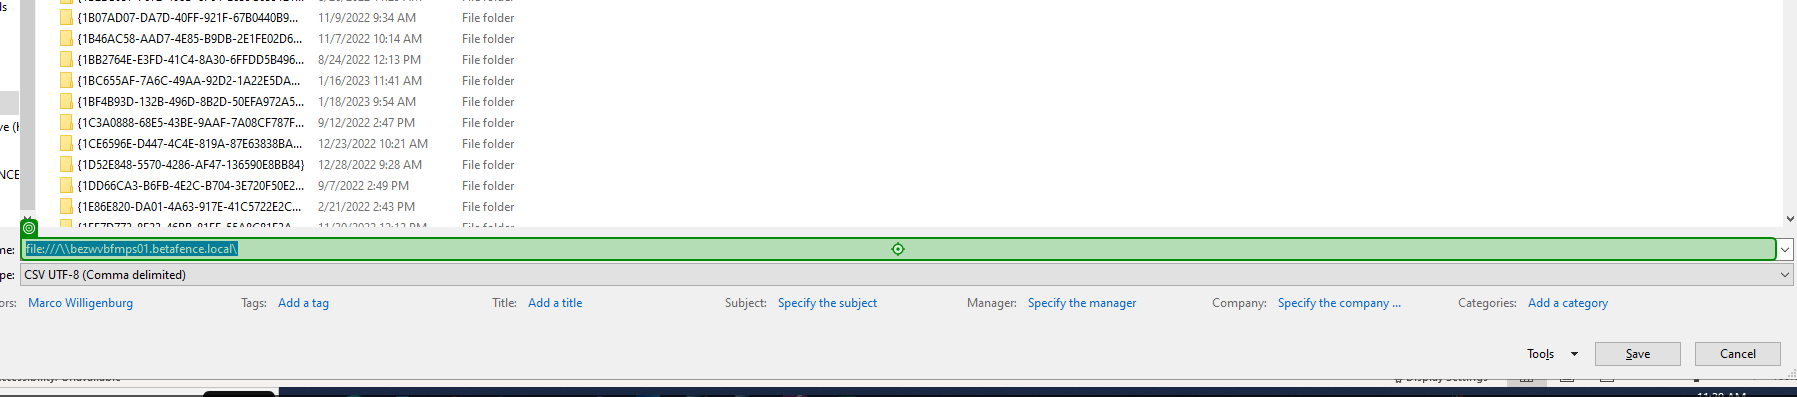 ls
{1B07AD07-DA7D-40FF-921F-67B0440B9... 11/9/2022 9:34 AM File folder
{1B46AC58-AAD7-4E85-B9DB-2E1FE02D6... 11/7/2022 10:14 AM File folder
{1BB2764E-E3FD-41C4-8A30-6FFDD5B496... 8/24/2022 12:13 PM File folder
{1BC655AF-7A6C-49AA-92D2-1A22E5DA... 1/16/2023 11:41 AM File folder
{1BF4B93D-132B-496D-8B2D-50EFA972A5... 1/18/2023 9:54 AM File folder
ve (H {1C3A0888-68E5-43BE-9AAF-7A08CF787F... 9/12/2022 2:47 PM File folder
{1CE6596E-D447-4C4E-819A-87E63838BA... 12/23/2022 10:21 AM File folder
{1D52E848-5570-4286-AF47-136590E8BB84} 12/28/2022 9:28 AM File folder
NCE {1DD66CA3-B6FB-4E2C-B704-3E720F50E2... 9/7/2022 2:49 PM File folder
{1E86E820-DA01-4A63-917E-41C5722E2C... 2/21/2022 2:43 PM File folder
me: file:///\\bezwvbfmps01.betafence.local\
pe: CSV UTF-8 (Comma delimited)
ors: Marco Willigenburg Tags: Add a tag Title: Add a title Subject: Specify the subject Manager: Specify the manager Company: Specify the company ... Categories: Add a category
Tools Save Cancel
Display Settings